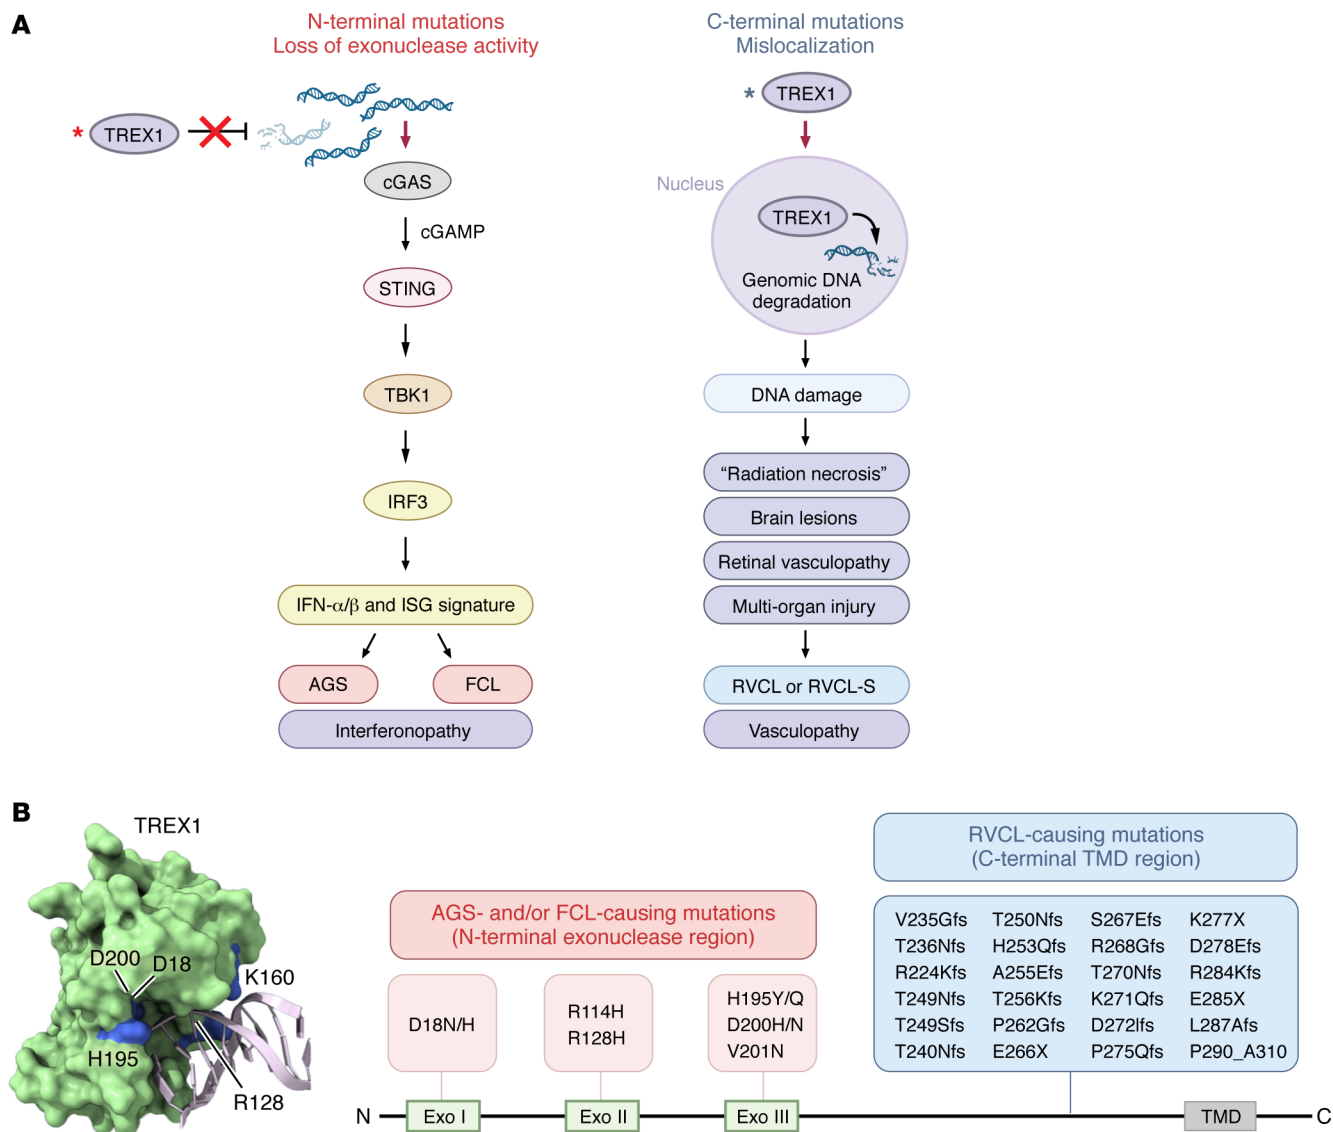 A
N-terminal mutations
Loss of exonuclease activity
* TREX1
cGAS
cGAMP
STING
TBK1
IRF3
IFN-α/β and ISG signature
AGS
FCL
Interferonopathy
C-terminal mutations
Mislocalization
* TREX1
Nucleus
TREX1
Genomic DNA
degradation
DNA damage
“Radiation necrosis”
Brain lesions
Retinal vasculopathy
Multi-organ injury
RVCL or RVCL-S
Vasculopathy
B
TREX1
D200
D18
K160
H195
R128
AGS- and/or FCL-causing mutations
(N-terminal exonuclease region)
D18N/H
R114H
R128H
H195Y/Q
D200H/N
V201N
RVCL-causing mutations
(C-terminal TMD region)
V235Gfs T250Nfs S267Efs K277X
T236Nfs H253Qfs R268Gfs D278Efs
R224Kfs A255Efs T270Nfs R284Kfs
T249Nfs T256Kfs K271Qfs E285X
T249Sfs P262Gfs D272Ifs L287Afs
T240Nfs E266X P275Qfs P290_A310
N Exo I Exo II Exo III TMD C